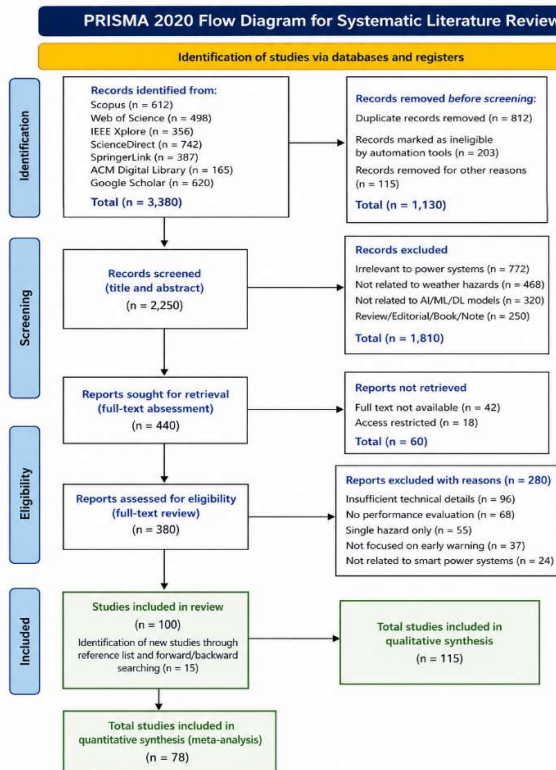 PRISMA 2020 Flow Diagram for Systematic Literature Review
Identification of studies via databases and registers
Identification
Records identified from:
Scopus (n = 612
Web of Science (n = 498
IEEE Xplore (n = 356
ScienceDirect (n = 742
SpringerLink (n = 387
ACM Digital Library (n = 165
Google Scholar (n = 620
Total (n = 3,380)
Records removed before screening:
Duplicate records removed (n = 812)
Records marked as ineligible
by automation tools (n = 203)
Records removed for other reasons
(n = 115)
Total (n = 1,130)
Screening
Records screened
(title and abstract)
(n = 2,250)
Records excluded
Irrelevant to power systems (n = 772)
Not related to weather hazards (n = 468)
Not related to AI/ML/DL models (n = 320)
Review/Editorial/Book/Note (n = 250)
Total (n = 1,810)
Reports sought for retrieval
(full-text absessment)
(n = 440)
Reports not retrieved
Full text not available (n = 42)
Access restricted (n = 18)
Total (n = 60)
Eligibility
Reports assessed for eligibility
(full-text review)
(n = 380)
Reports excluded with reasons (n = 280)
Insufficient technical details (n = 96)
No performance evaluation (n = 68)
Single hazard only (n = 55)
Not focused on early warning (n = 37)
Not related to smart power systems (n = 24)
Included
Studies included in review
(n = 100)
Identification of new studies through
reference list and forward/backward
searching (n = 15)
Total studies included in
qualitative synthesis
(n = 115)
Total studies included in
quantitative synthesis (meta-analysis)
(n = 78)